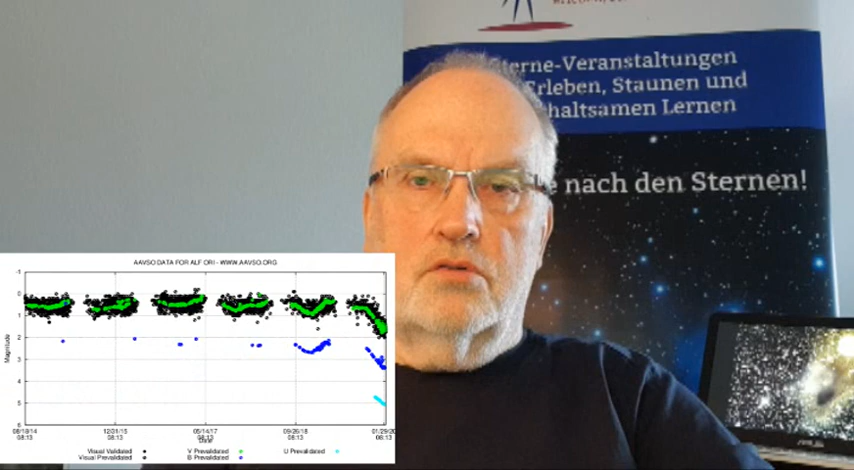 Sterne-Veranstaltungen
Erleben, Staunen und
haltsamen Lernen
e nach den Sternen!
AAVSO DATA FOR ALF ORI - WWW.AAVSO.ORG
Magnitude
-1
0
1
2
3
4
5
6
08/18/14
08:13
12/31/15
08:13
05/14/17
08:13
09/26/18
08:13
01/29/20
08:13
Date
Visual Validated
Visual Prevalidated
V Prevalidated
B Prevalidated
U Prevalidated
ASUS